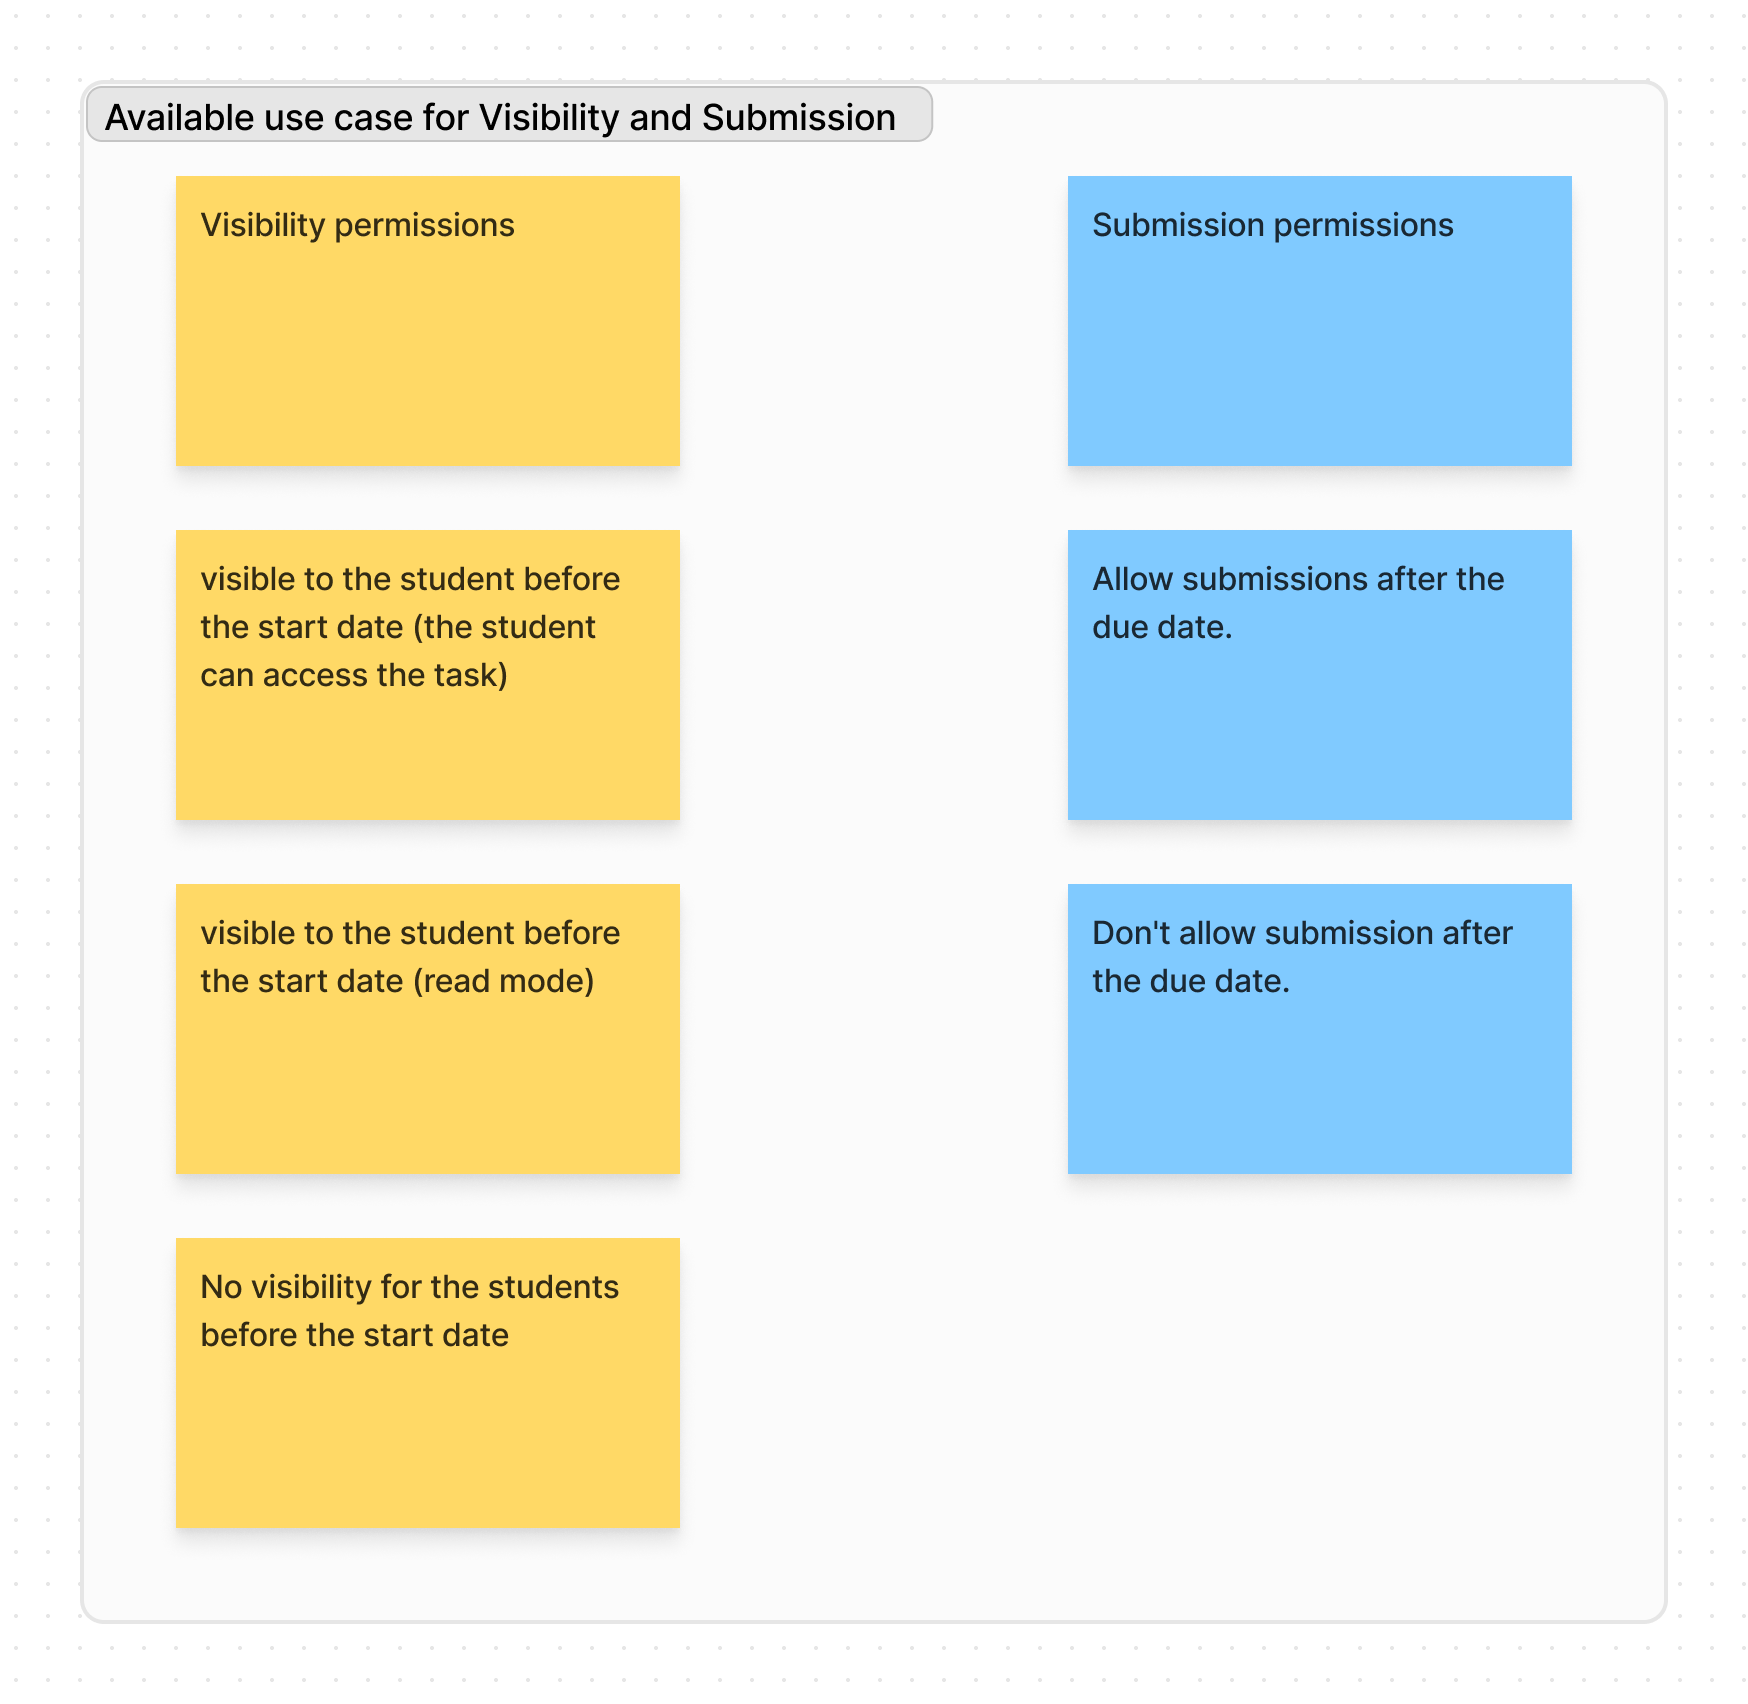 Available use case for Visibility and Submission
Visibility permissions
visible to the student before
the start date (the student
can access the task)
visible to the student before
the start date (read mode)
No visibility for the students
before the start date
Submission permissions
Allow submissions after the
due date.
Don't allow submission after
the due date.